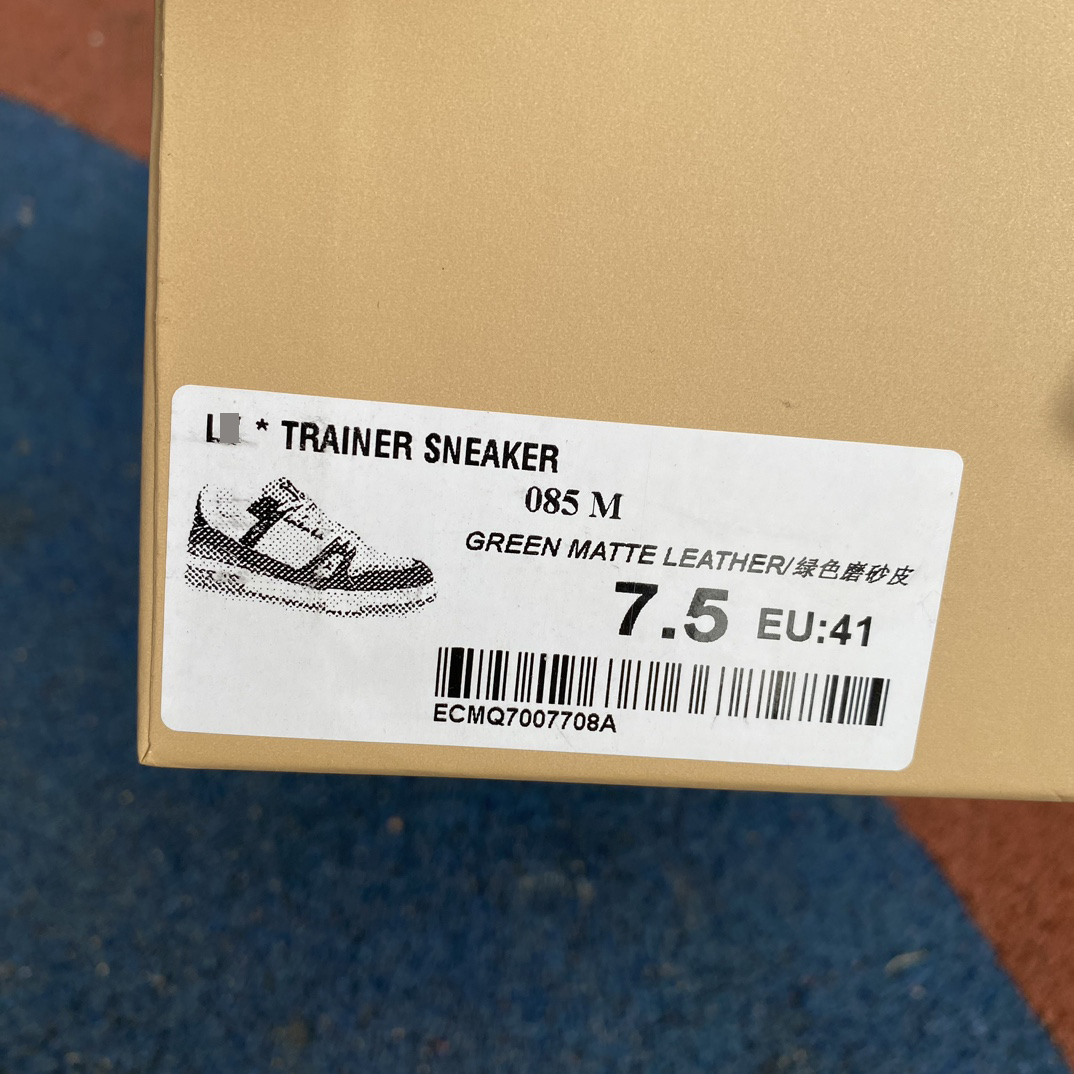 L * TRAINER SNEAKER
085 M
GREEN MATTE LEATHER/绿色磨砂皮
7.5 EU:41
ECMQ7007708A